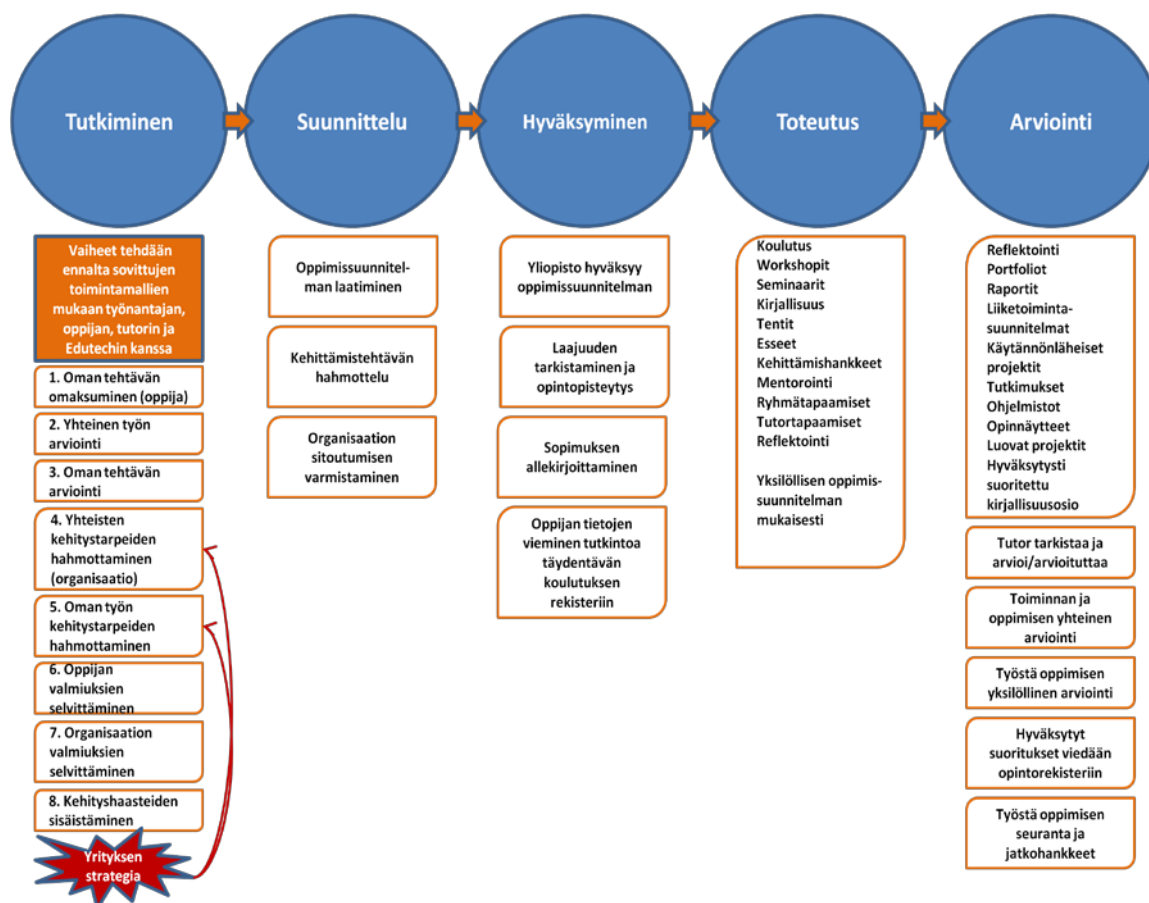 Tutkiminen
Suunnittelu
Hyväksyminen
Toteutus
Arviointi
Vaiheet tehdään
ennalta sovittujen
toimintamallien
mukaan työnantajan,
oppijan, tutorin ja
Edutechin kanssa
1. Oman tehtävän
omaksuminen (oppija)
2. Yhteinen työn
arviointi
3. Oman tehtävän
arviointi
4. Yhteisten
kehitystarpeiden
hahmottaminen
(organisaatio)
5. Oman työn
kehitystarpeiden
hahmottaminen
6. Oppijan
valmiuksien
selvittäminen
7. Organisaation
valmiuksien
selvittäminen
8. Kehityshaasteiden
sisäistäminen
Yrityksen
strategia
Oppimissuunnitel-
man laatiminen
Kehittämistehtävän
hahmottelu
Organisaation
sitoutumisen
varmistaminen
Yliopisto hyväksyy
oppimissuunnitelman
Laajuuden
tarkistaminen ja
opintopisteytys
Sopimuksen
allekirjoittaminen
Oppijan tietojen
vieminen tutkintoa
täydentävän
koulutuksen
rekisteriin
Koulutus
Workshopit
Seminaarit
Kirjallisuus
Tentit
Esseet
Kehittämishankkeet
Mentorointi
Ryhmätapaamiset
Tutortapaamiset
Reflektointi
Yksilöllisen oppimis-
suunnitelman
mukaisesti
Reflektointi
Portfoliot
Raportit
Liiketoiminta-
suunnitelmat
Käytännönläheiset
projektit
Tutkimukset
Ohjelmistot
Opinnäytteet
Luovat projektit
Hyväksytysti
suoritettu
kirjallisuusosio
Tutor tarkistaa ja
arvioi/arvioituttaa
Toiminnan ja
oppimisen yhteinen
arviointi
Työstä oppimisen
yksilöllinen arviointi
Hyväksytyt
suoritukset viedään
opintorekisteriin
Työstä oppimisen
seuranta ja
jatkohankkeet